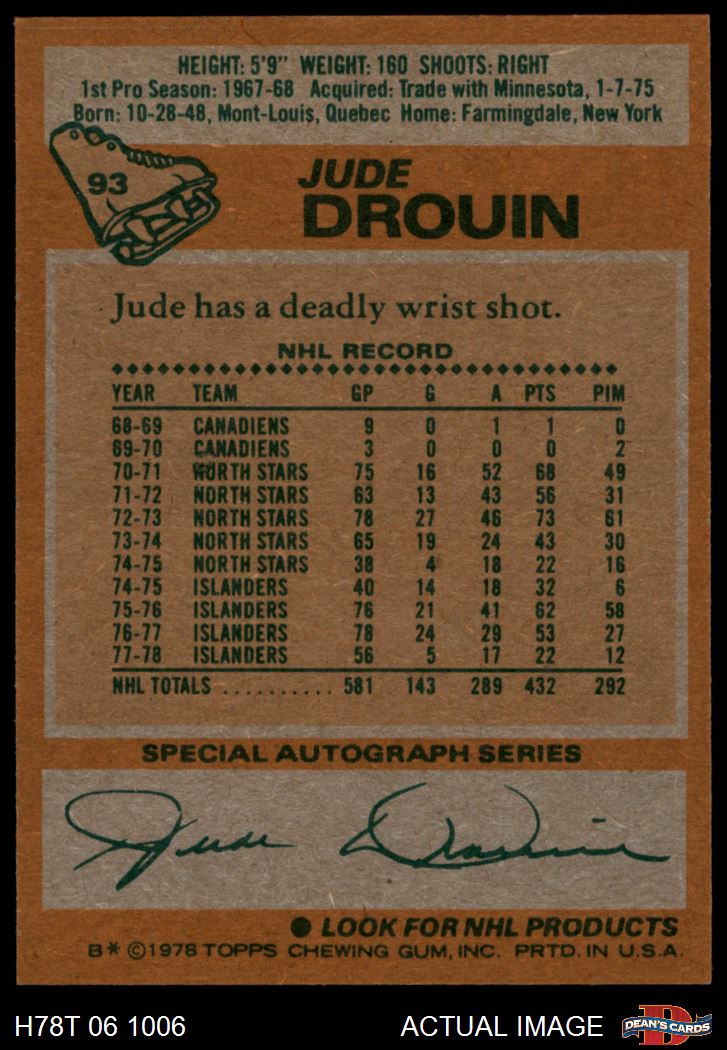 HEIGHT: 5'9" WEIGHT: 160 SHOOTS: RIGHT
1st Pro Season: 1967-68 Acquired: Trade with Minnesota, 1-7-75
Born: 10-28-48, Mont-Louis, Quebec Home: Farmingdale, New York
93
JUDE
DROUIN
Jude has a deadly wrist shot.
NHL RECORD
YEAR TEAM GP G A PTS PIM
68-69 CANADIENS 9 0 1 1 0
69-70 CANADIENS 3 0 0 0 2
70-71 NORTH STARS 75 16 52 68 49
71-72 NORTH STARS 63 13 43 56 31
72-73 NORTH STARS 78 27 46 73 61
73-74 NORTH STARS 65 19 24 43 30
74-75 NORTH STARS 38 4 18 22 16
74-75 ISLANDERS 40 14 18 32 6
75-76 ISLANDERS 76 21 41 62 58
76-77 ISLANDERS 78 24 29 53 27
77-78 ISLANDERS 56 5 17 22 12
NHL TOTALS .......... 581 143 289 432 292
SPECIAL AUTOGRAPH SERIES
Jude Drouin
● LOOK FOR NHL PRODUCTS
B* ©1978 TOPPS CHEWING GUM, INC. PRTD. IN U.S.A.
H78T 06 1006 ACTUAL IMAGE D DEAN'S CARDS